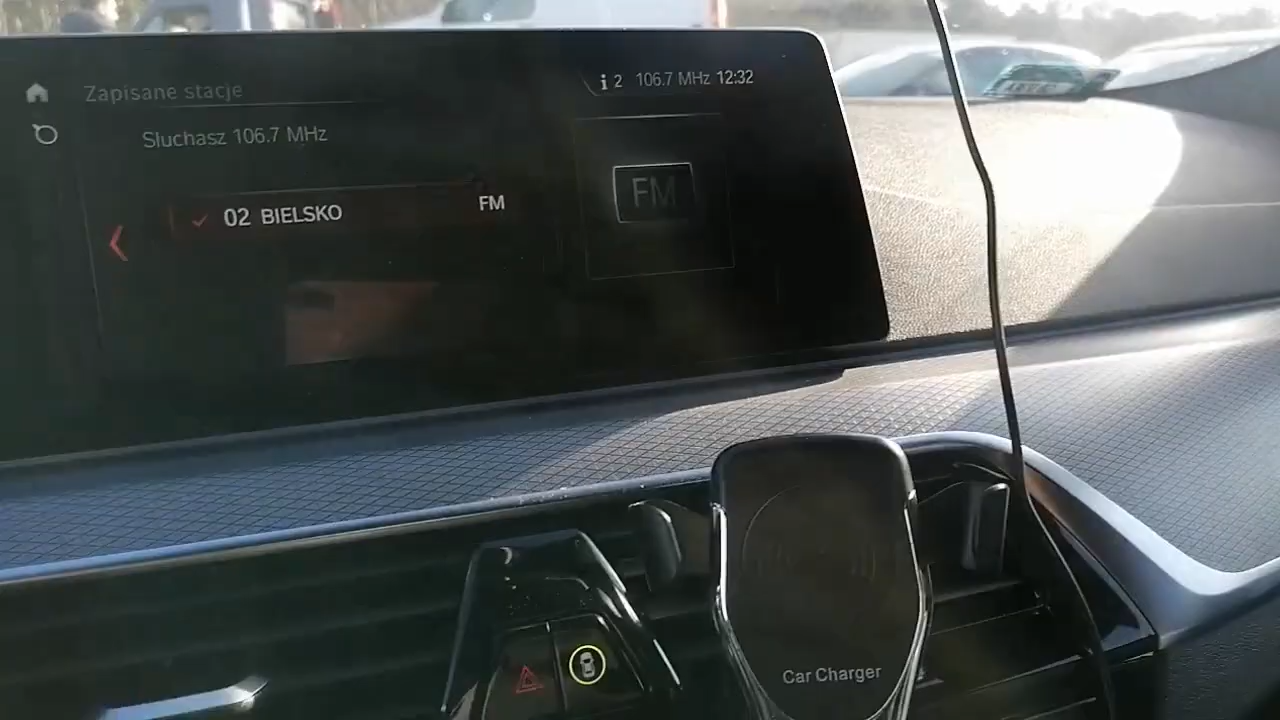 Zapisane stacje
i 2 106.7 MHz 12:32
Sluchasz 106.7 MHz
02 BIELSKO FM
FM
Car Charger